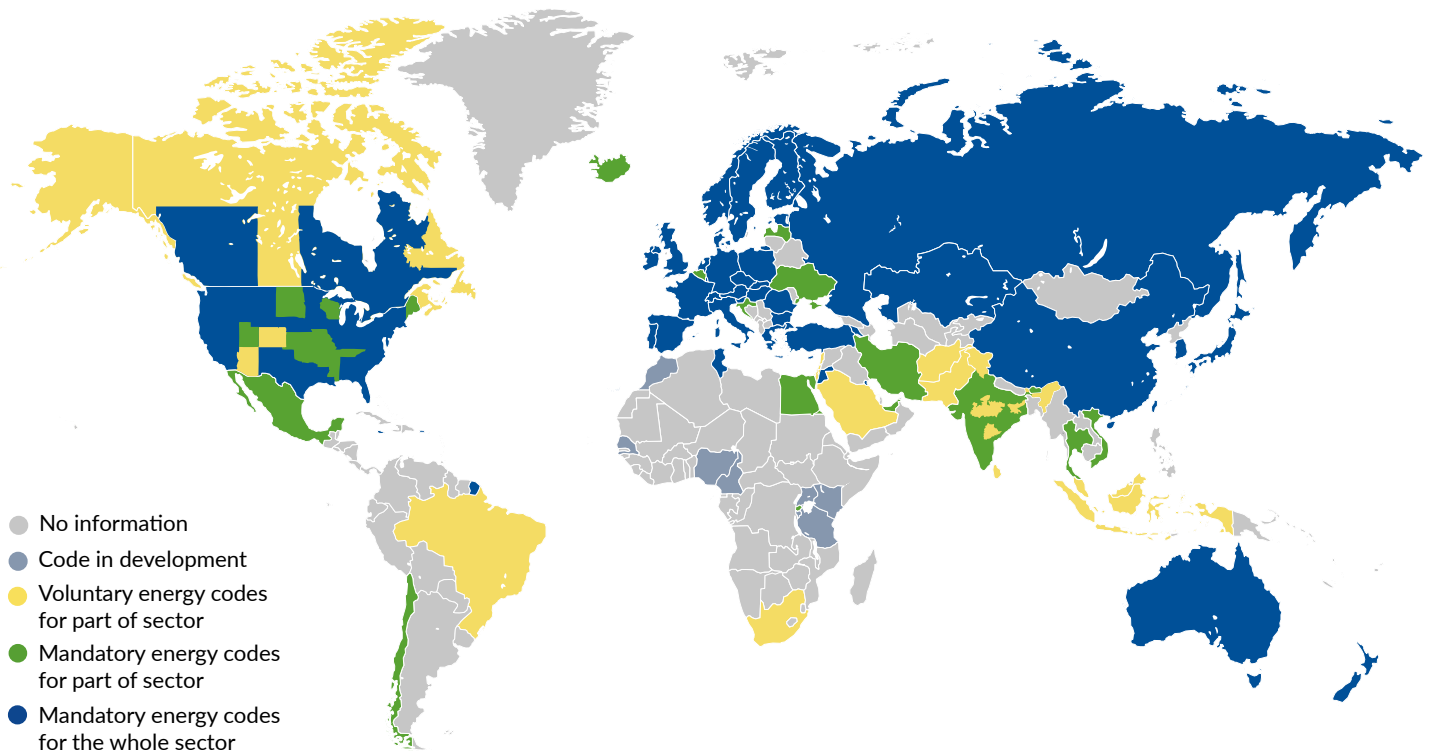 No information
Code in development
Voluntary energy codes
for part of sector
Mandatory energy codes
for part of sector
Mandatory energy codes
for the whole sector